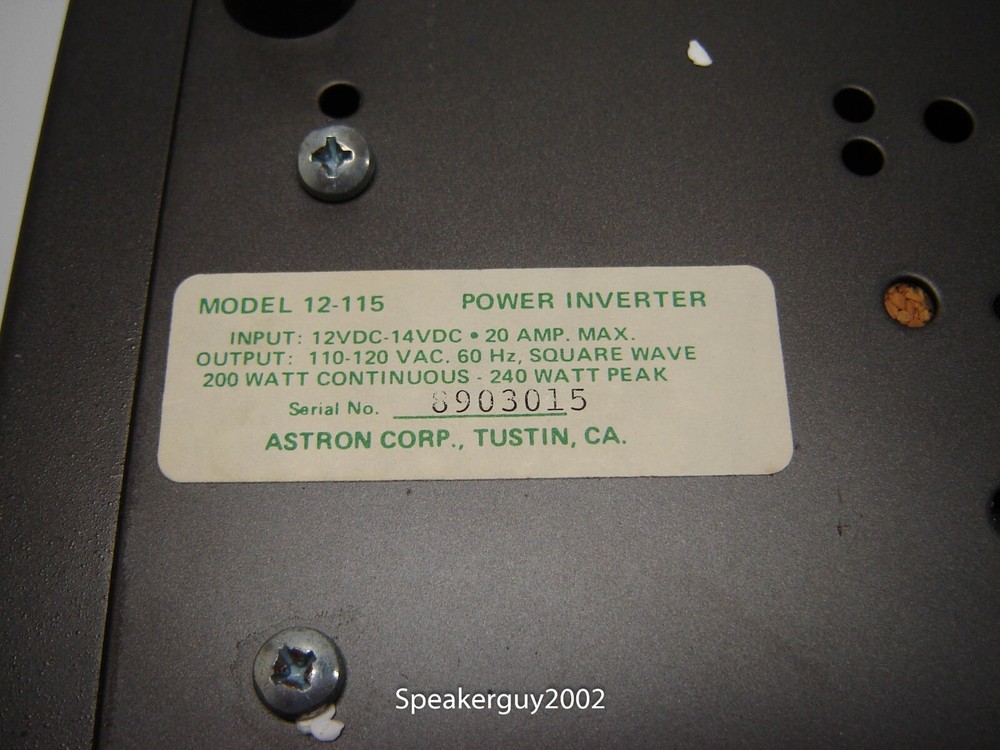 MODEL 12-115 POWER INVERTER
INPUT: 12VDC-14VDC • 20 AMP. MAX.
OUTPUT: 110-120 VAC. 60 Hz, SQUARE WAVE
200 WATT CONTINUOUS - 240 WATT PEAK
Serial No. 8903015
ASTRON CORP., TUSTIN, CA.
Speakerguy2002